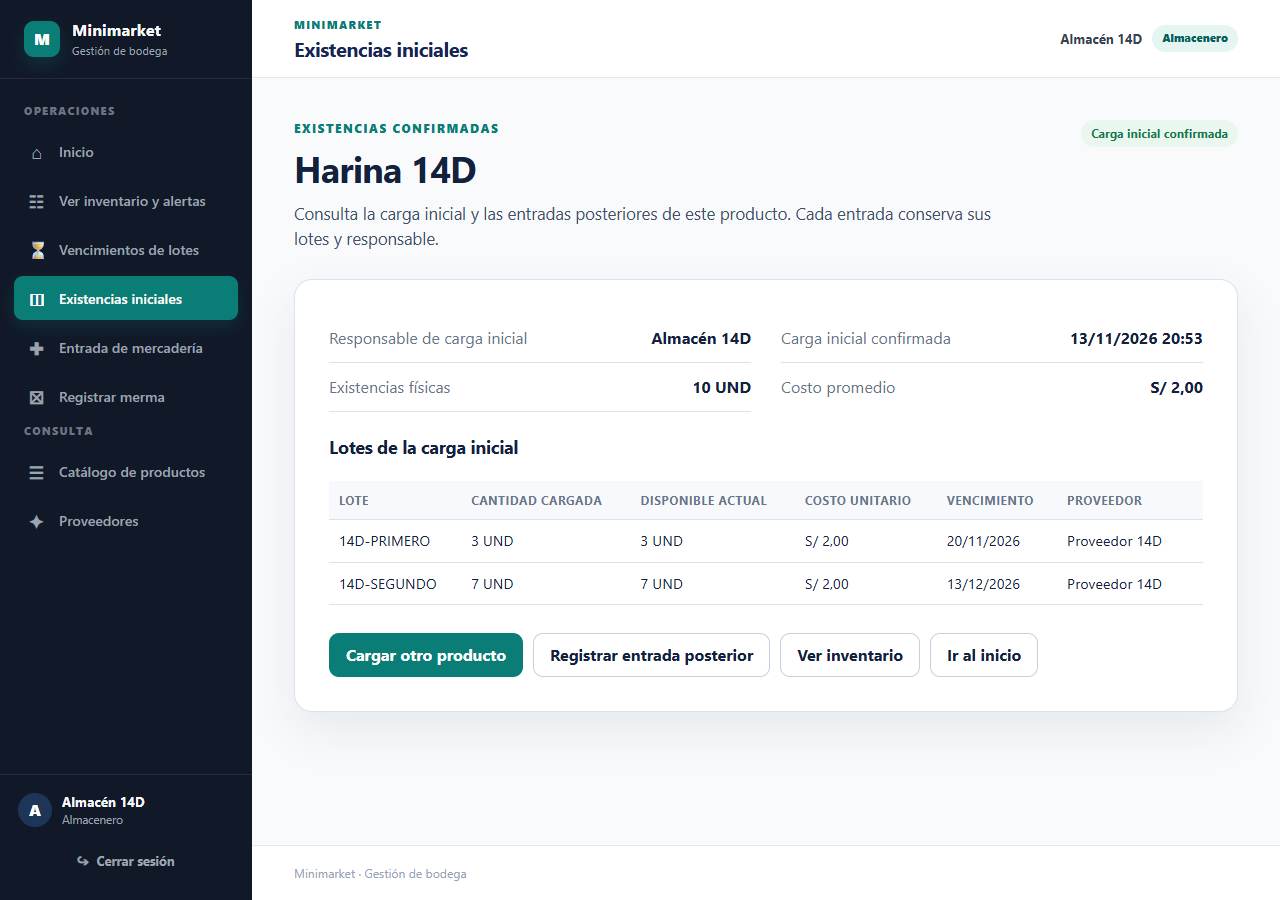 M
Minimarket
Gestión de bodega
OPERACIONES
Inicio
Ver inventario y alertas
Vencimientos de lotes
Existencias iniciales
Entrada de mercadería
Registrar merma
CONSULTA
Catálogo de productos
Proveedores
A
Almacén 14D
Almacenero
Cerrar sesión
MINIMARKET
Existencias iniciales
Almacén 14D Almacenero
EXISTENCIAS CONFIRMADAS
Carga inicial confirmada
Harina 14D
Consulta la carga inicial y las entradas posteriores de este producto. Cada entrada conserva sus
lotes y responsable.
Responsable de carga inicial Almacén 14D Carga inicial confirmada 13/11/2026 20:53
Existencias físicas 10 UND Costo promedio S/ 2,00
Lotes de la carga inicial
LOTE CANTIDAD CARGADA DISPONIBLE ACTUAL COSTO UNITARIO VENCIMIENTO PROVEEDOR
14D-PRIMERO 3 UND 3 UND S/ 2,00 20/11/2026 Proveedor 14D
14D-SEGUNDO 7 UND 7 UND S/ 2,00 13/12/2026 Proveedor 14D
Cargar otro producto Registrar entrada posterior Ver inventario Ir al inicio
Minimarket · Gestión de bodega